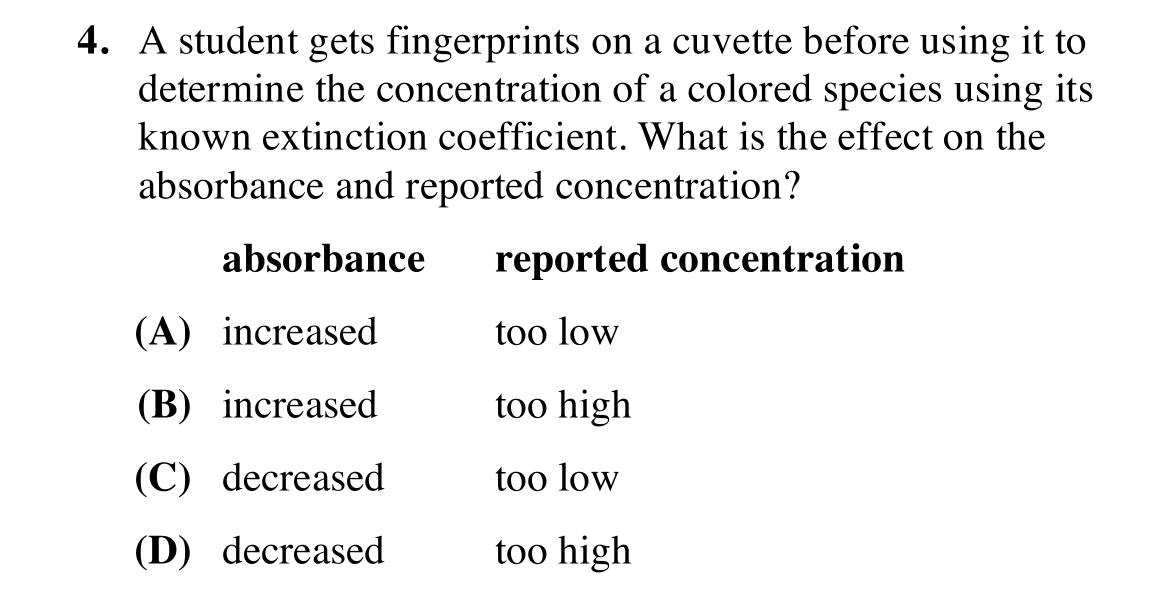 4. A student gets fingerprints on a cuvette before using it to
determine the concentration of a colored species using its
known extinction coefficient. What is the effect on the
absorbance and reported concentration?
absorbance reported concentration
(A) increased too low
(B) increased too high
(C) decreased too low
(D) decreased too high